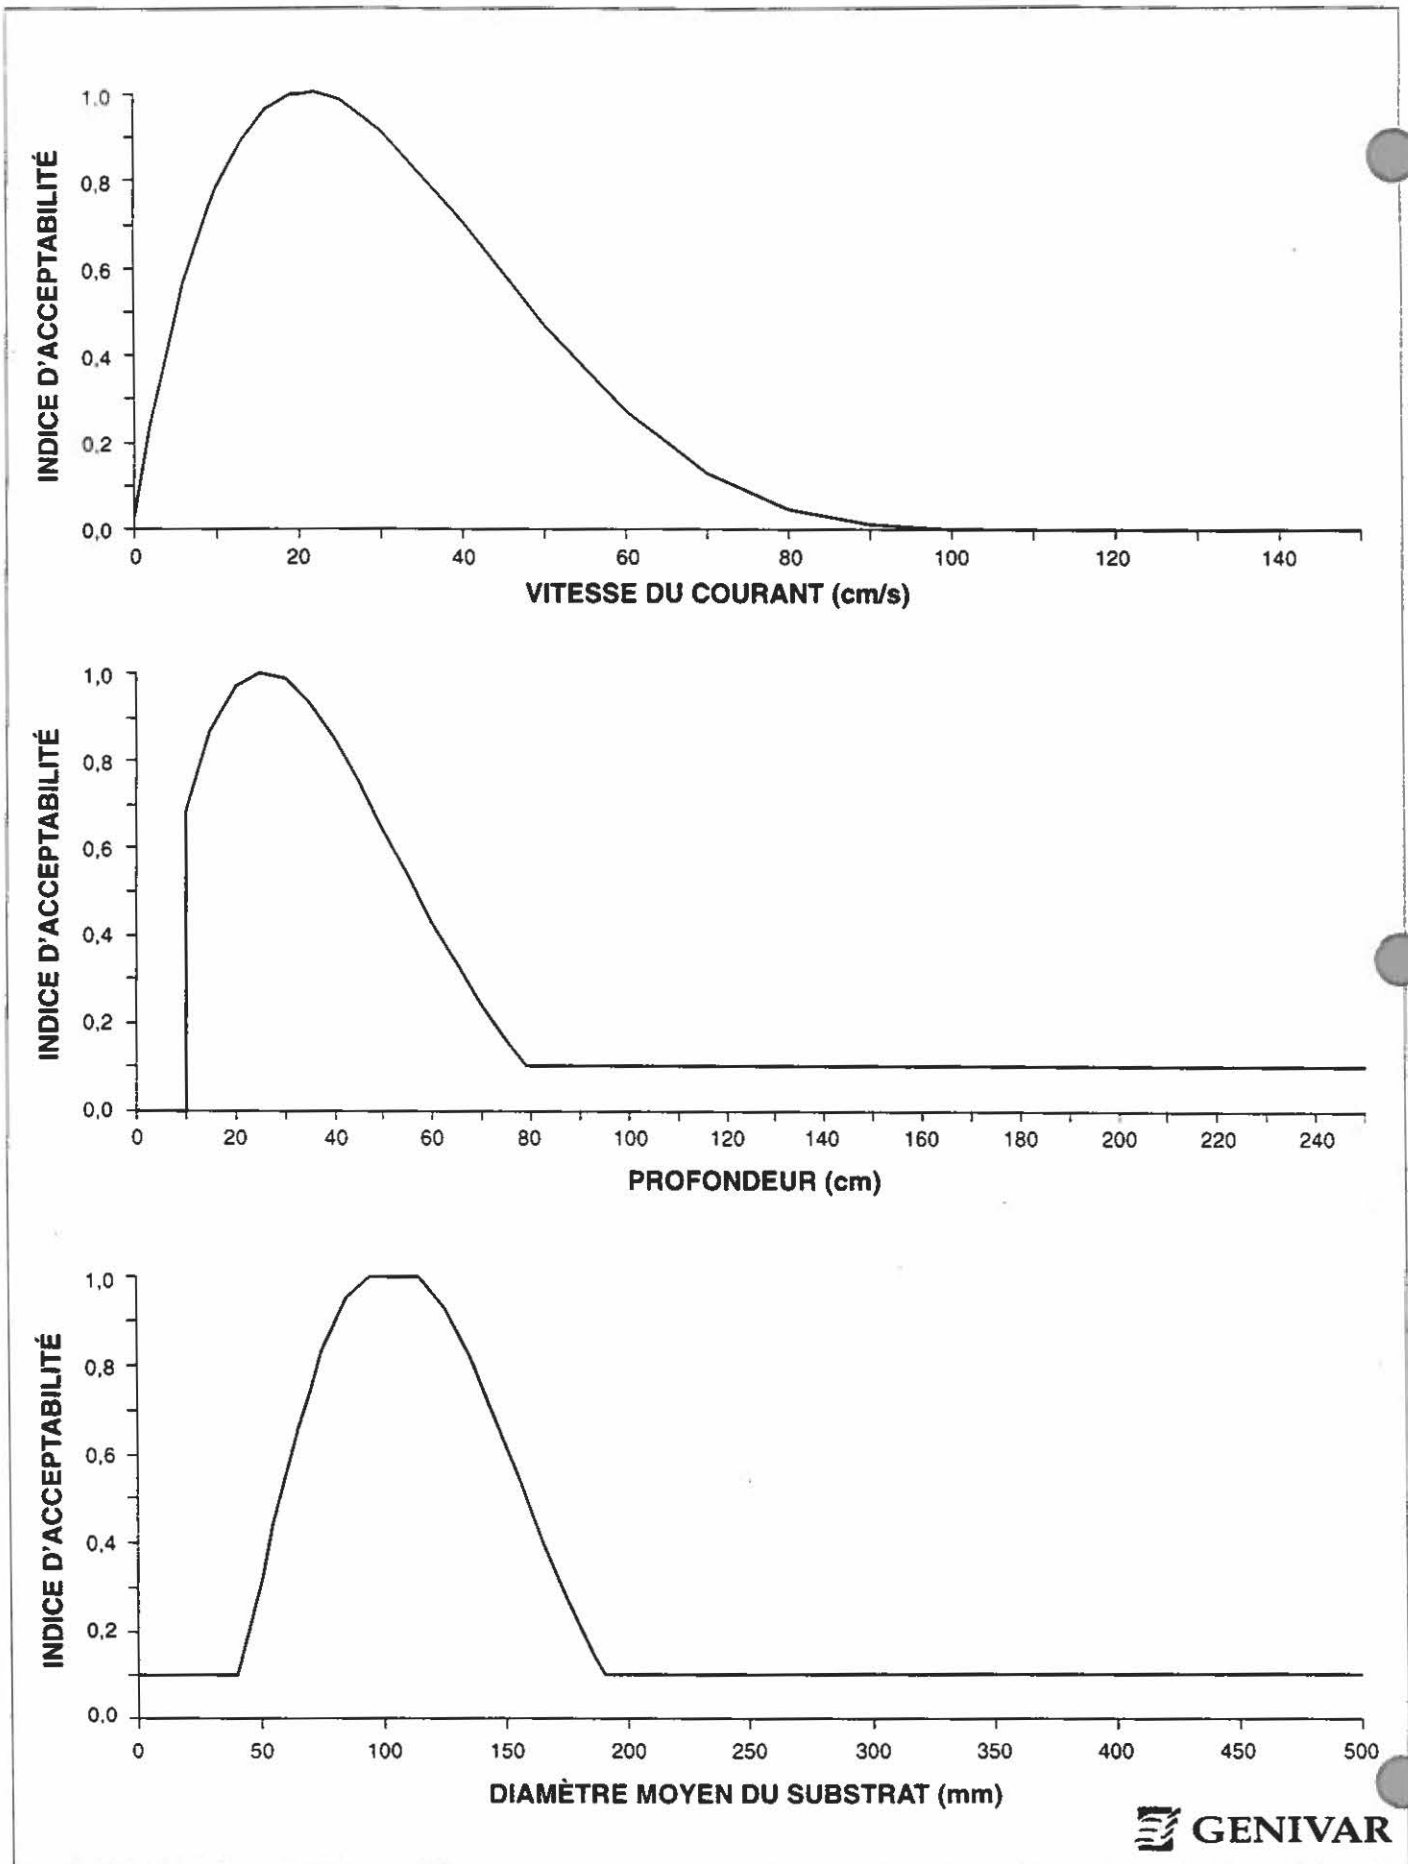 1.0
0,8
0,6
0,4
0,2
0,0
INDICE D'ACCEPTABILITÉ
0 20 40 60 80 100 120 140
VITESSE DU COURANT (cm/s)
1,0
0,8
0,6
0,4
0,2
0,0
INDICE D'ACCEPTABILITÉ
0 20 40 60 80 100 120 140 160 180 200 220 240
PROFONDEUR (cm)
1,0
0,8
0,6
0,4
0,2
0,0
INDICE D'ACCEPTABILITÉ
0 50 100 150 200 250 300 350 400 450 500
DIAMÈTRE MOYEN DU SUBSTRAT (mm)
GENIVAR